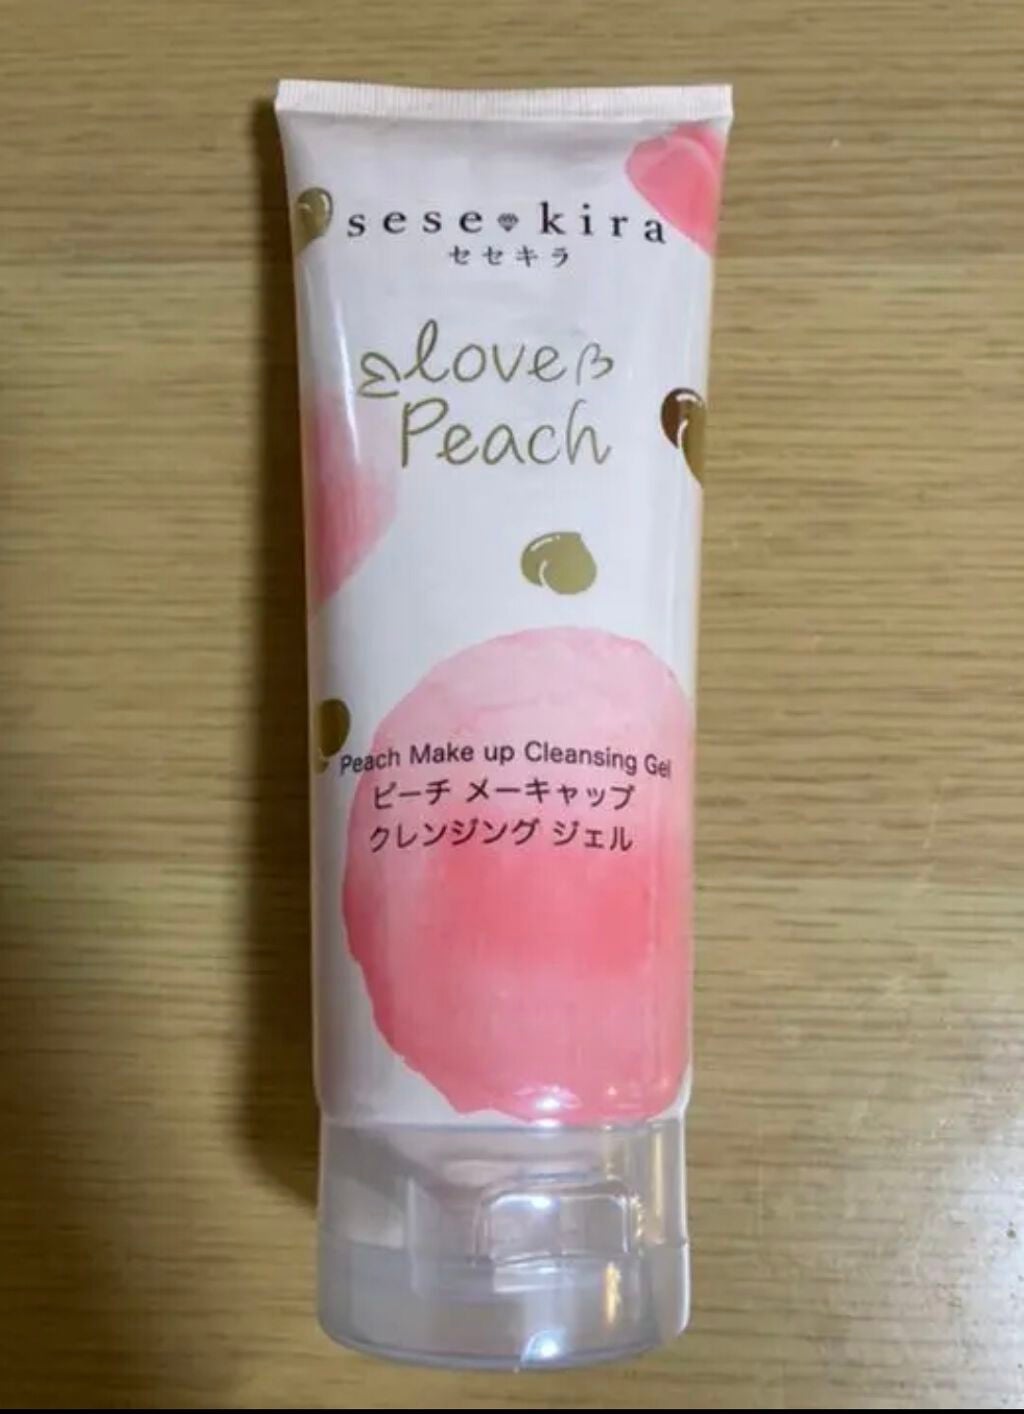 sese kira
セセキラ
love
Peach
Peach Make up Cleansing Gel
ピーチ メーキャップ
クレンジング ジェル